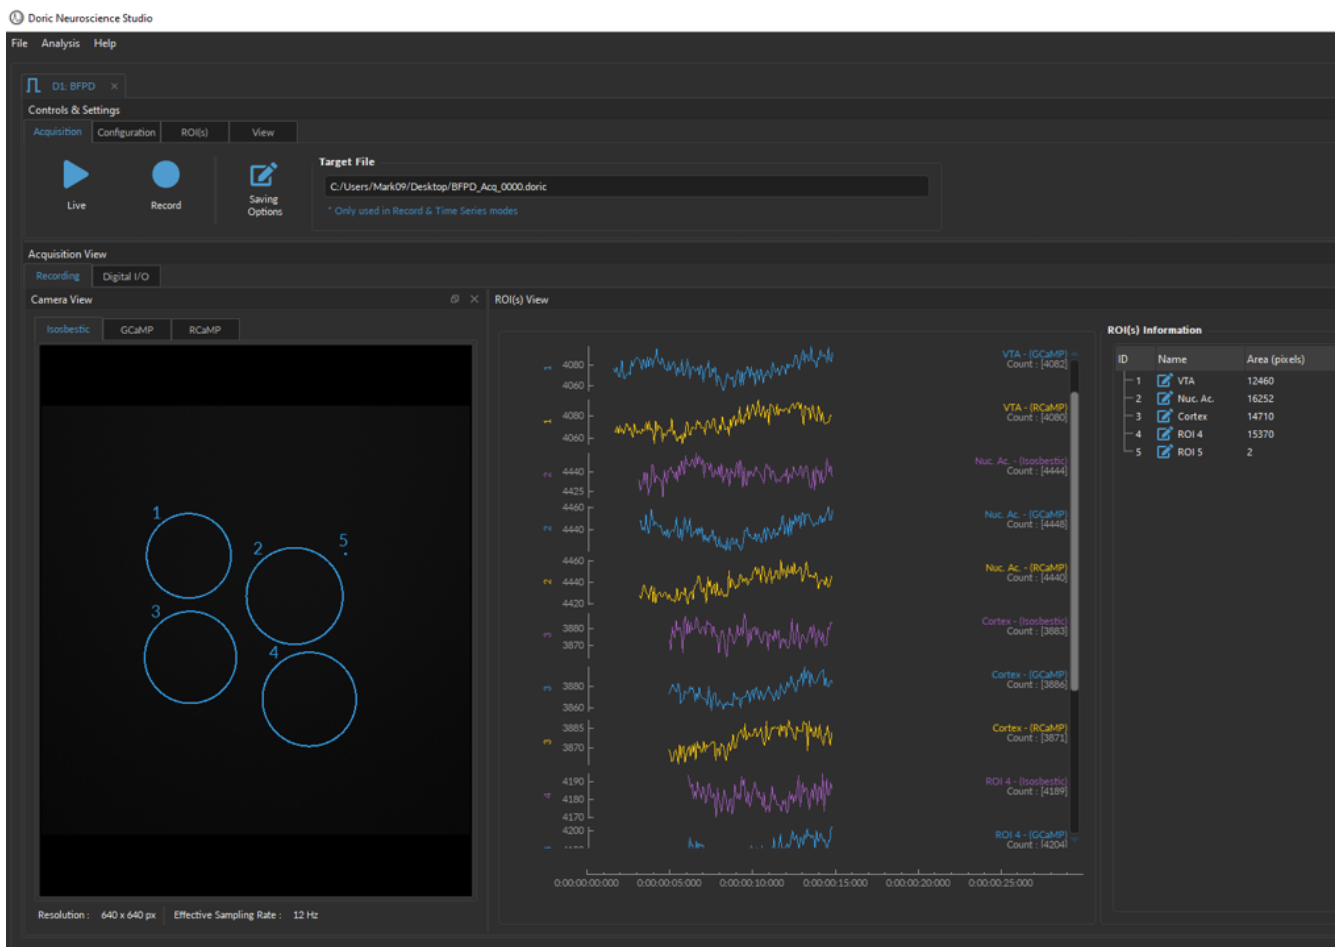 Doric Neuroscience Studio
File Analysis Help
D1: BFPD ×
Controls & Settings
Acquisition Configuration ROI(s) View
Live
Record
Saving
Options
Target File
C:/Users/Mark09/Desktop/BFPD_Acq_0000.doric
* Only used in Record & Time Series modes
Acquisition View
Recording Digital I/O
Camera View
Isosbestic GCaMP RCaMP
1
2
5
3
4
Resolution : 640 x 640 px Effective Sampling Rate : 12 Hz
ROI(s) View
1 4080 VTA - (GCaMP)
4060 Count : [4082]
1 4080 VTA - (RCaMP)
4060 Count : [4080]
2 4440 Nuc. Ac. - (Isosbestic)
4425 Count : [4444]
2 4460 Nuc. Ac. - (GCaMP)
4440 Count : [4448]
2 4460 Nuc. Ac. - (RCaMP)
4440 Count : [4440]
4420
3 3880 Cortex - (Isosbestic)
3870 Count : [3883]
3 3880 Cortex - (GCaMP)
3860 Count : [3886]
3 3885 Cortex - (RCaMP)
3870 Count : [3871]
4 4190 ROI 4 - (Isosbestic)
4180 Count : [4189]
4170
4200 ROI 4 - (GCaMP)
Count : [4204]
0:00:00:00:000 0:00:00:05:000 0:00:00:10:000 0:00:00:15:000 0:00:00:20:000 0:00:00:25:000
ROI(s) Information
ID Name Area (pixels)
1 VTA 12460
2 Nuc. Ac. 16252
3 Cortex 14710
4 ROI 4 15370
5 ROI 5 2